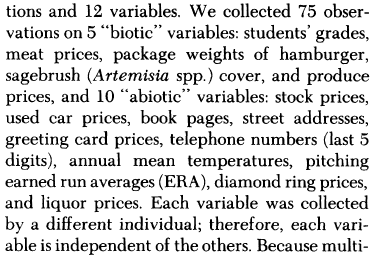 tions and 12 variables. We collected 75 obser-
vations on 5 "biotic" variables: students' grades,
meat prices, package weights of hamburger,
sagebrush (Artemisia spp.) cover, and produce
prices, and 10 "abiotic" variables: stock prices,
used car prices, book pages, street addresses,
greeting card prices, telephone numbers (last 5
digits), annual mean temperatures, pitching
earned run averages (ERA), diamond ring prices,
and liquor prices. Each variable was collected
by a different individual; therefore, each vari-
able is independent of the others. Because multi-